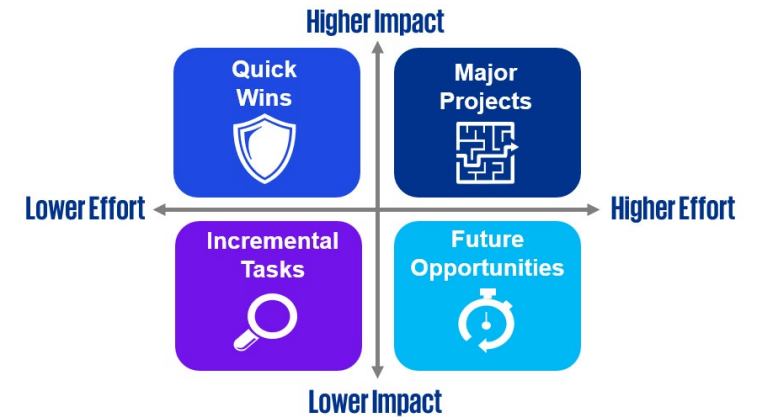 Higher Impact
Quick
Wins
Major
Projects
Lower Effort
Higher Effort
Incremental
Tasks
Future
Opportunities
Lower Impact